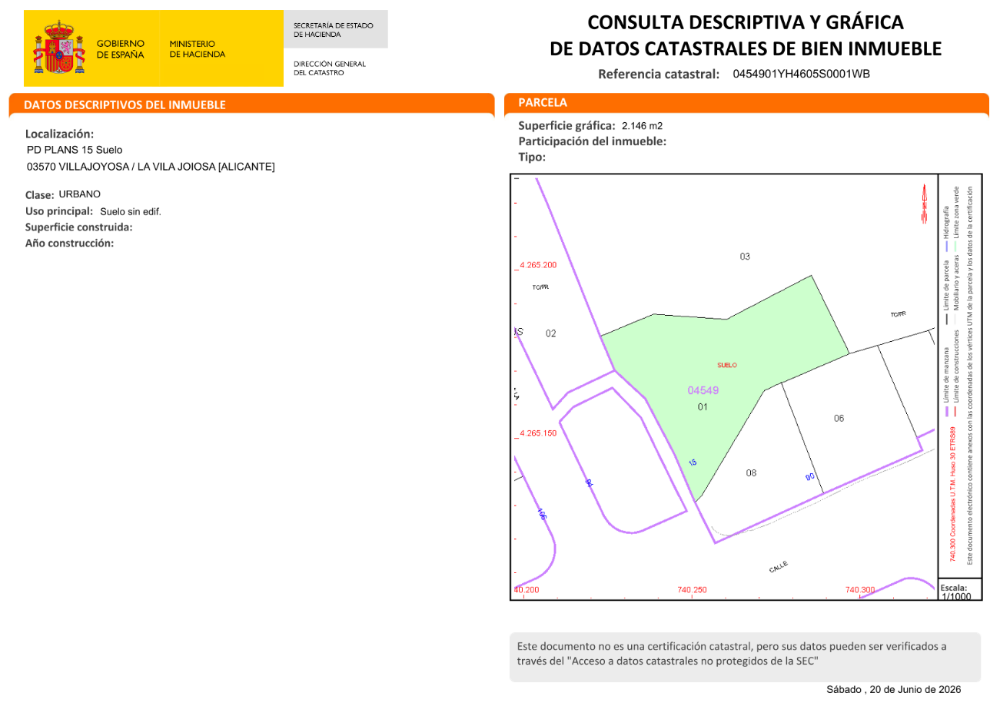 GOBIERNO
DE ESPAÑA
MINISTERIO
DE HACIENDA
SECRETARÍA DE ESTADO
DE HACIENDA
DIRECCIÓN GENERAL
DEL CATASTRO
CONSULTA DESCRIPTIVA Y GRÁFICA
DE DATOS CATASTRALES DE BIEN INMUEBLE
Referencia catastral: 0454901YH4605S0001WB
DATOS DESCRIPTIVOS DEL INMUEBLE
Localización:
PD PLANS 15 Suelo
03570 VILLAJOYOSA / LA VILA JOIOSA [ALICANTE]
Clase: URBANO
Uso principal: Suelo sin edif.
Superficie construida:
Año construcción:
PARCELA
Superficie gráfica: 2.146 m2
Participación del inmueble:
Tipo:
03
4.265.200
TC/FR
TC/FR
02
SUELO
04549
01
06
4.265.150
15
08
90
94
CALLE
40.200
740.250
740.300
Hidrografía
Límite zona verde
Límite de parcela
Mobiliario y aceras
Límite de manzana
Límite de construcciones
740.300 Coordenadas U.T.M. Huso 30 ETRS89
Este documento electrónico contiene anexos con las coordenadas de los vértices UTM de la parcela y los datos de la certificación
Escala:
1/1000
Este documento no es una certificación catastral, pero sus datos pueden ser verificados a
través del "Acceso a datos catastrales no protegidos de la SEC"
Sábado , 20 de Junio de 2026